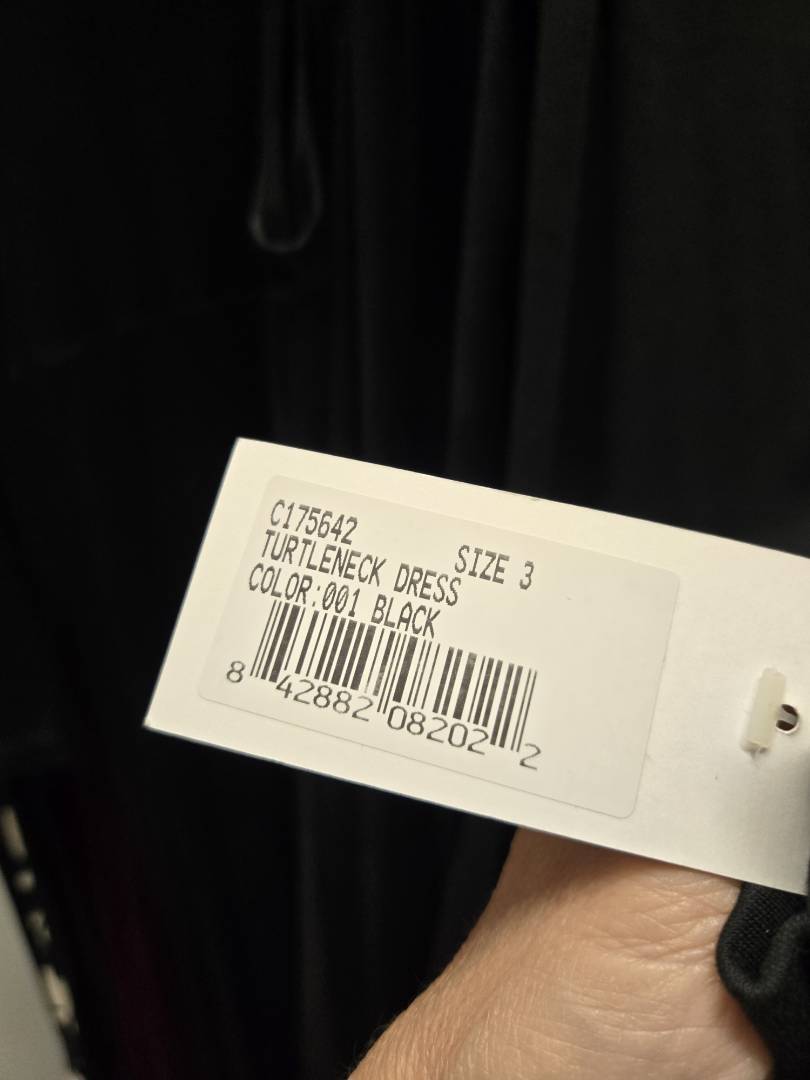 C175642
TURTLENECK DRESS SIZE 3
COLOR:001 BLACK
8 42882 08202 2